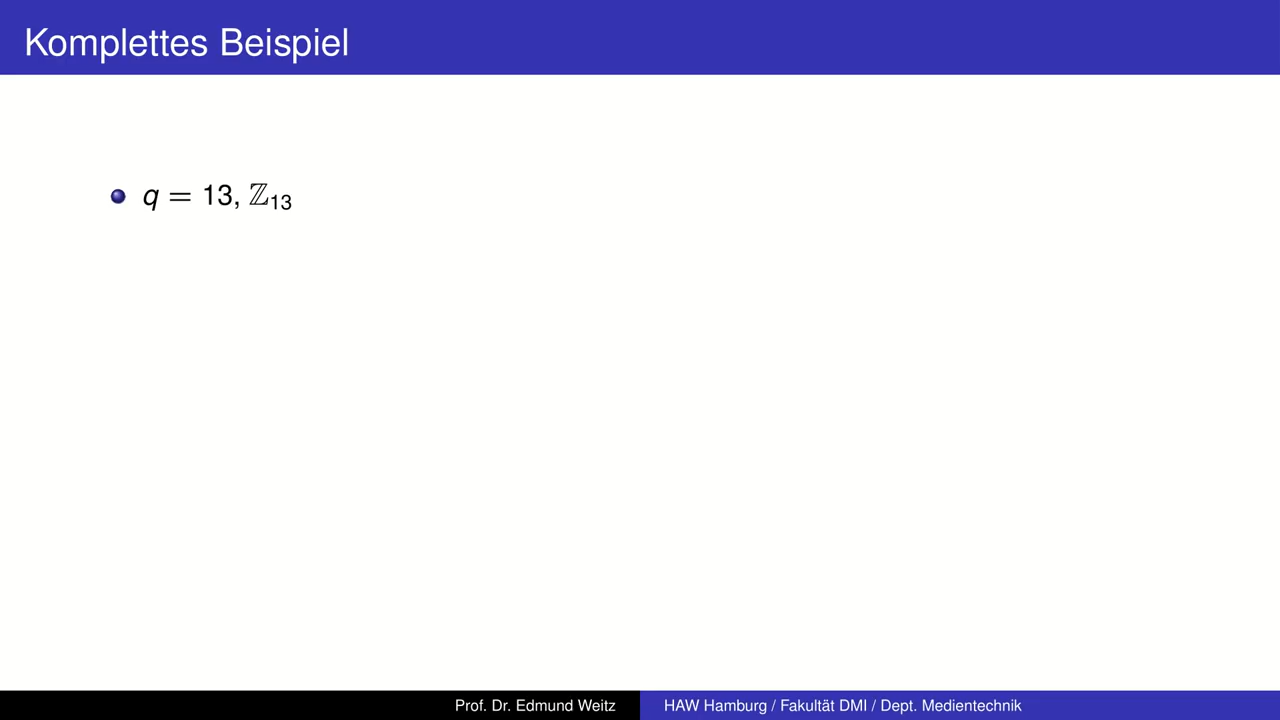 Komplettes Beispiel
q = 13, ℤ₁₃
Prof. Dr. Edmund Weitz
HAW Hamburg / Fakultät DMI / Dept. Medientechnik